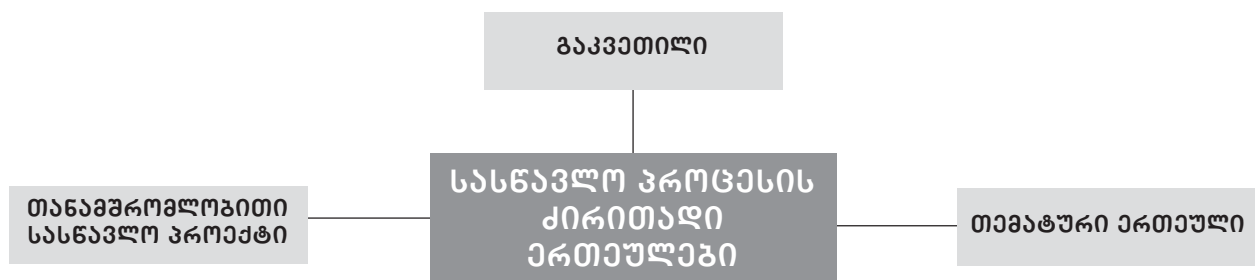 გაკვეთილი
სასწავლო პროცესის
ძირითადი
ერთეულები
თანამშრომლობითი
სასწავლო პროექტი
თემატური ერთეული